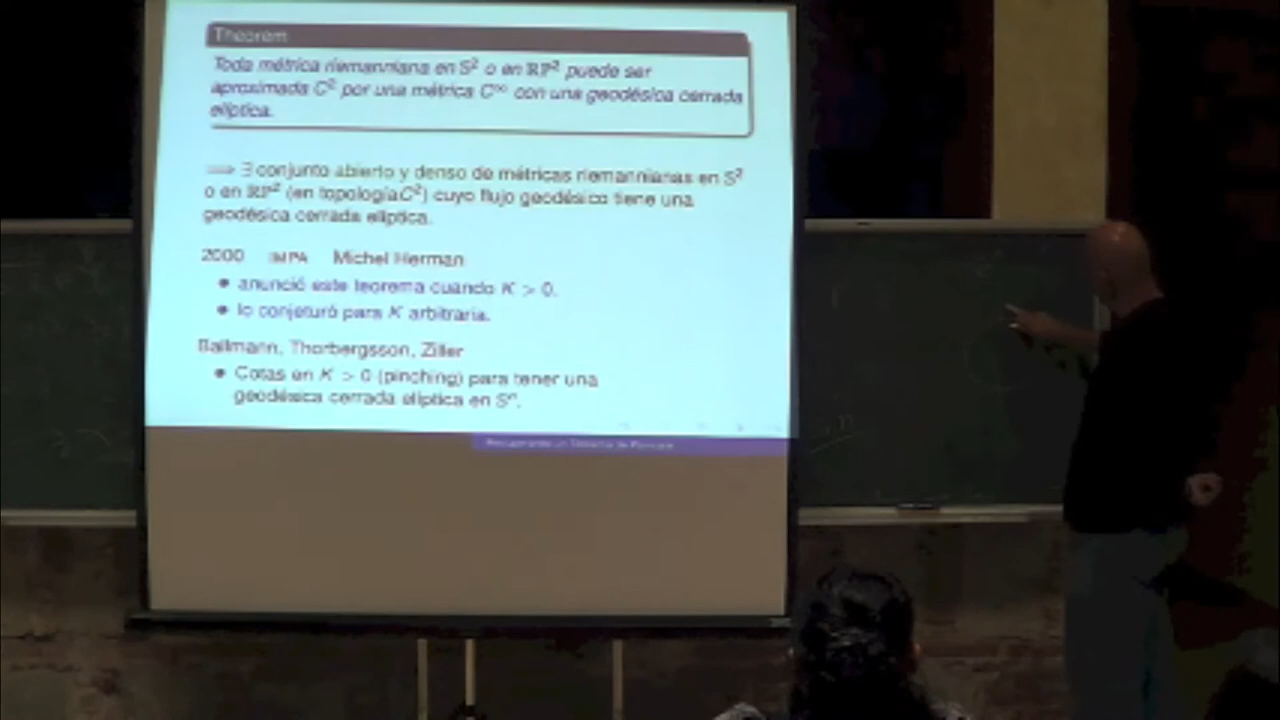 Theorem
Toda métrica riemanniana en S² o en RP² puede ser
aproximada C² por una métrica C∞ con una geodésica cerrada
elíptica.
⟹ ∃ conjunto abierto y denso de métricas riemannianas en S²
o en RP² (en topología C²) cuyo flujo geodésico tiene una
geodésica cerrada elíptica.
2000 IMPA Michel Herman
• anunció este teorema cuando K > 0.
• lo conjeturó para K arbitraria.
Ballmann, Thorbergsson, Ziller
• Cotas en K > 0 (pinching) para tener una
geodésica cerrada elíptica en Sⁿ.